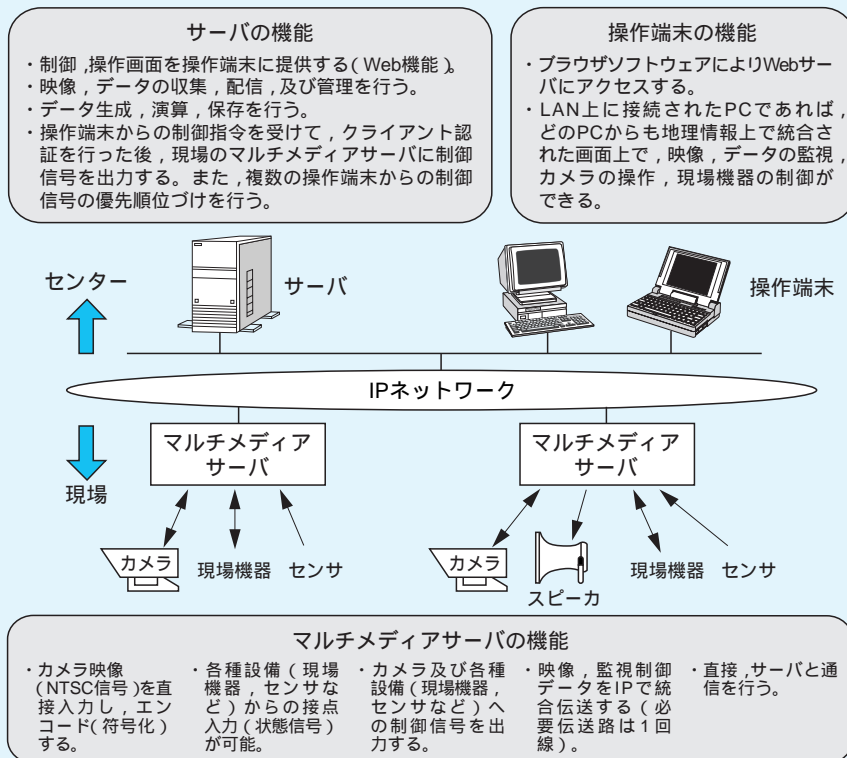 サーバの機能
・制御,操作画面を操作端末に提供する(Web機能)。
・映像,データの収集,配信,及び管理を行う。
・データ生成,演算,保存を行う。
・操作端末からの制御指令を受けて,クライアント認
証を行った後,現場のマルチメディアサーバに制御
信号を出力する。また,複数の操作端末からの制御
信号の優先順位づけを行う。
操作端末の機能
・ブラウザソフトウェアによりWebサー
バにアクセスする。
・LAN上に接続されたPCであれば,
どのPCからも地理情報上で統合さ
れた画面上で,映像,データの監視,
カメラの操作,現場機器の制御が
できる。
センター
サーバ
操作端末
IPネットワーク
現場
マルチメディア
サーバ
マルチメディア
サーバ
カメラ
現場機器
センサ
カメラ
スピーカ
現場機器
センサ
マルチメディアサーバの機能
・カメラ映像
(NTSC信号)を直
接入力し,エン
コード(符号化)
する。
・各種設備(現場
機器,センサな
ど)からの接点
入力(状態信号)
が可能。
・カメラ及び各種
設備(現場機器,
センサなど)へ
の制御信号を出
力する。
・映像,監視制御
データをIPで統
合伝送する(必
要伝送路は1回
線)。
・直接,サーバと通
信を行う。